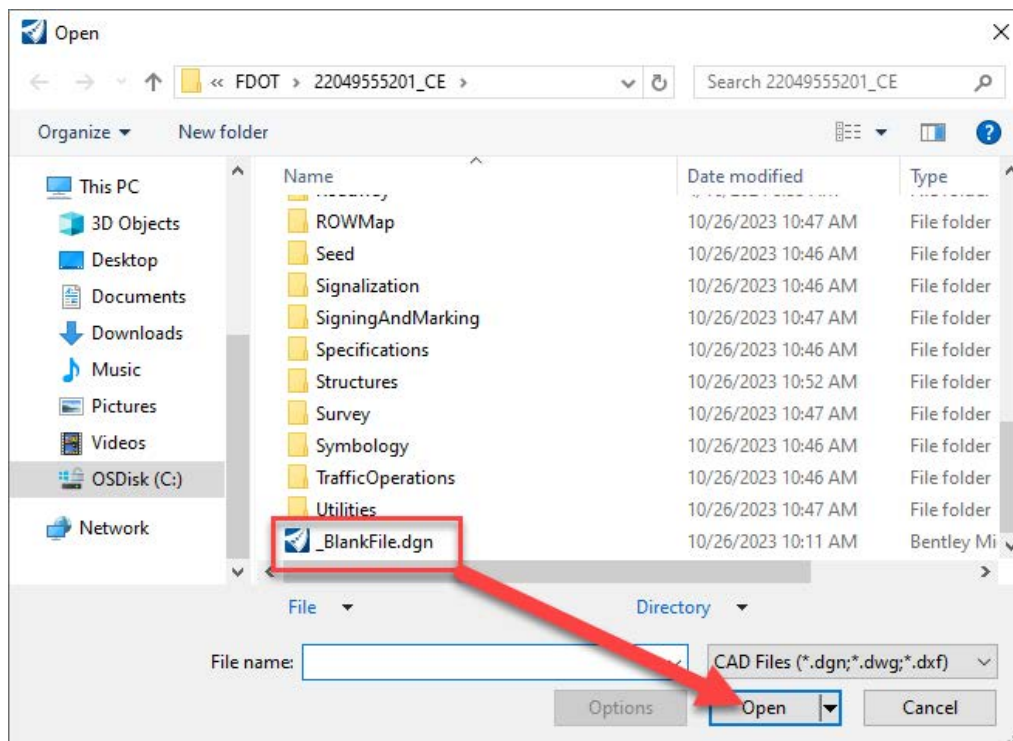 Open
« FDOT > 22049555201_CE >
Search 22049555201_CE
Organize New folder
Name Date modified Type
This PC
3D Objects
Desktop
Documents
Downloads
Music
Pictures
Videos
OSDisk (C:)
Network
ROWMap 10/26/2023 10:47 AM File folder
Seed 10/26/2023 10:46 AM File folder
Signalization 10/26/2023 10:46 AM File folder
SigningAndMarking 10/26/2023 10:47 AM File folder
Specifications 10/26/2023 10:46 AM File folder
Structures 10/26/2023 10:52 AM File folder
Survey 10/26/2023 10:47 AM File folder
Symbology 10/26/2023 10:46 AM File folder
TrafficOperations 10/26/2023 10:46 AM File folder
Utilities 10/26/2023 10:47 AM File folder
_BlankFile.dgn 10/26/2023 10:11 AM Bentley Mi
File Directory
File name: CAD Files (*.dgn;*.dwg;*.dxf)
Options Open Cancel